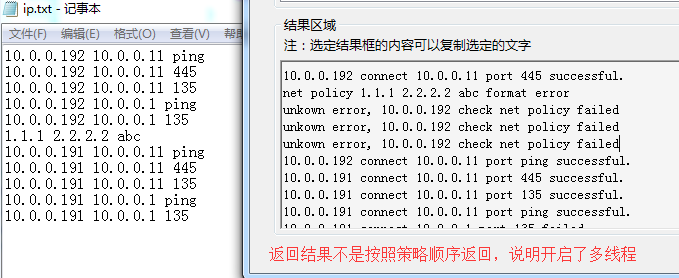 ip.txt - 记事本
文件(F) 编辑(E) 格式(O) 查看(V) 帮助
10.0.0.192 10.0.0.11 ping
10.0.0.192 10.0.0.11 445
10.0.0.192 10.0.0.11 135
10.0.0.192 10.0.0.1 ping
10.0.0.192 10.0.0.1 135
1.1.1 2.2.2.2 abc
10.0.0.191 10.0.0.11 ping
10.0.0.191 10.0.0.11 445
10.0.0.191 10.0.0.11 135
10.0.0.191 10.0.0.1 ping
10.0.0.191 10.0.0.1 135
结果区域
注：选定结果框的内容可以复制选定的文字
10.0.0.192 connect 10.0.0.11 port 445 successful.
net policy 1.1.1 2.2.2.2 abc format error
unkown error, 10.0.0.192 check net policy failed
unkown error, 10.0.0.192 check net policy failed
unkown error, 10.0.0.192 check net policy failed
10.0.0.192 connect 10.0.0.11 port ping successful.
10.0.0.191 connect 10.0.0.11 port 445 successful.
10.0.0.191 connect 10.0.0.11 port 135 successful.
10.0.0.191 connect 10.0.0.11 port ping successful.
10.0.0.191 connect 10.0.0.1 port 135 failed
返回结果不是按照策略顺序返回，说明开启了多线程